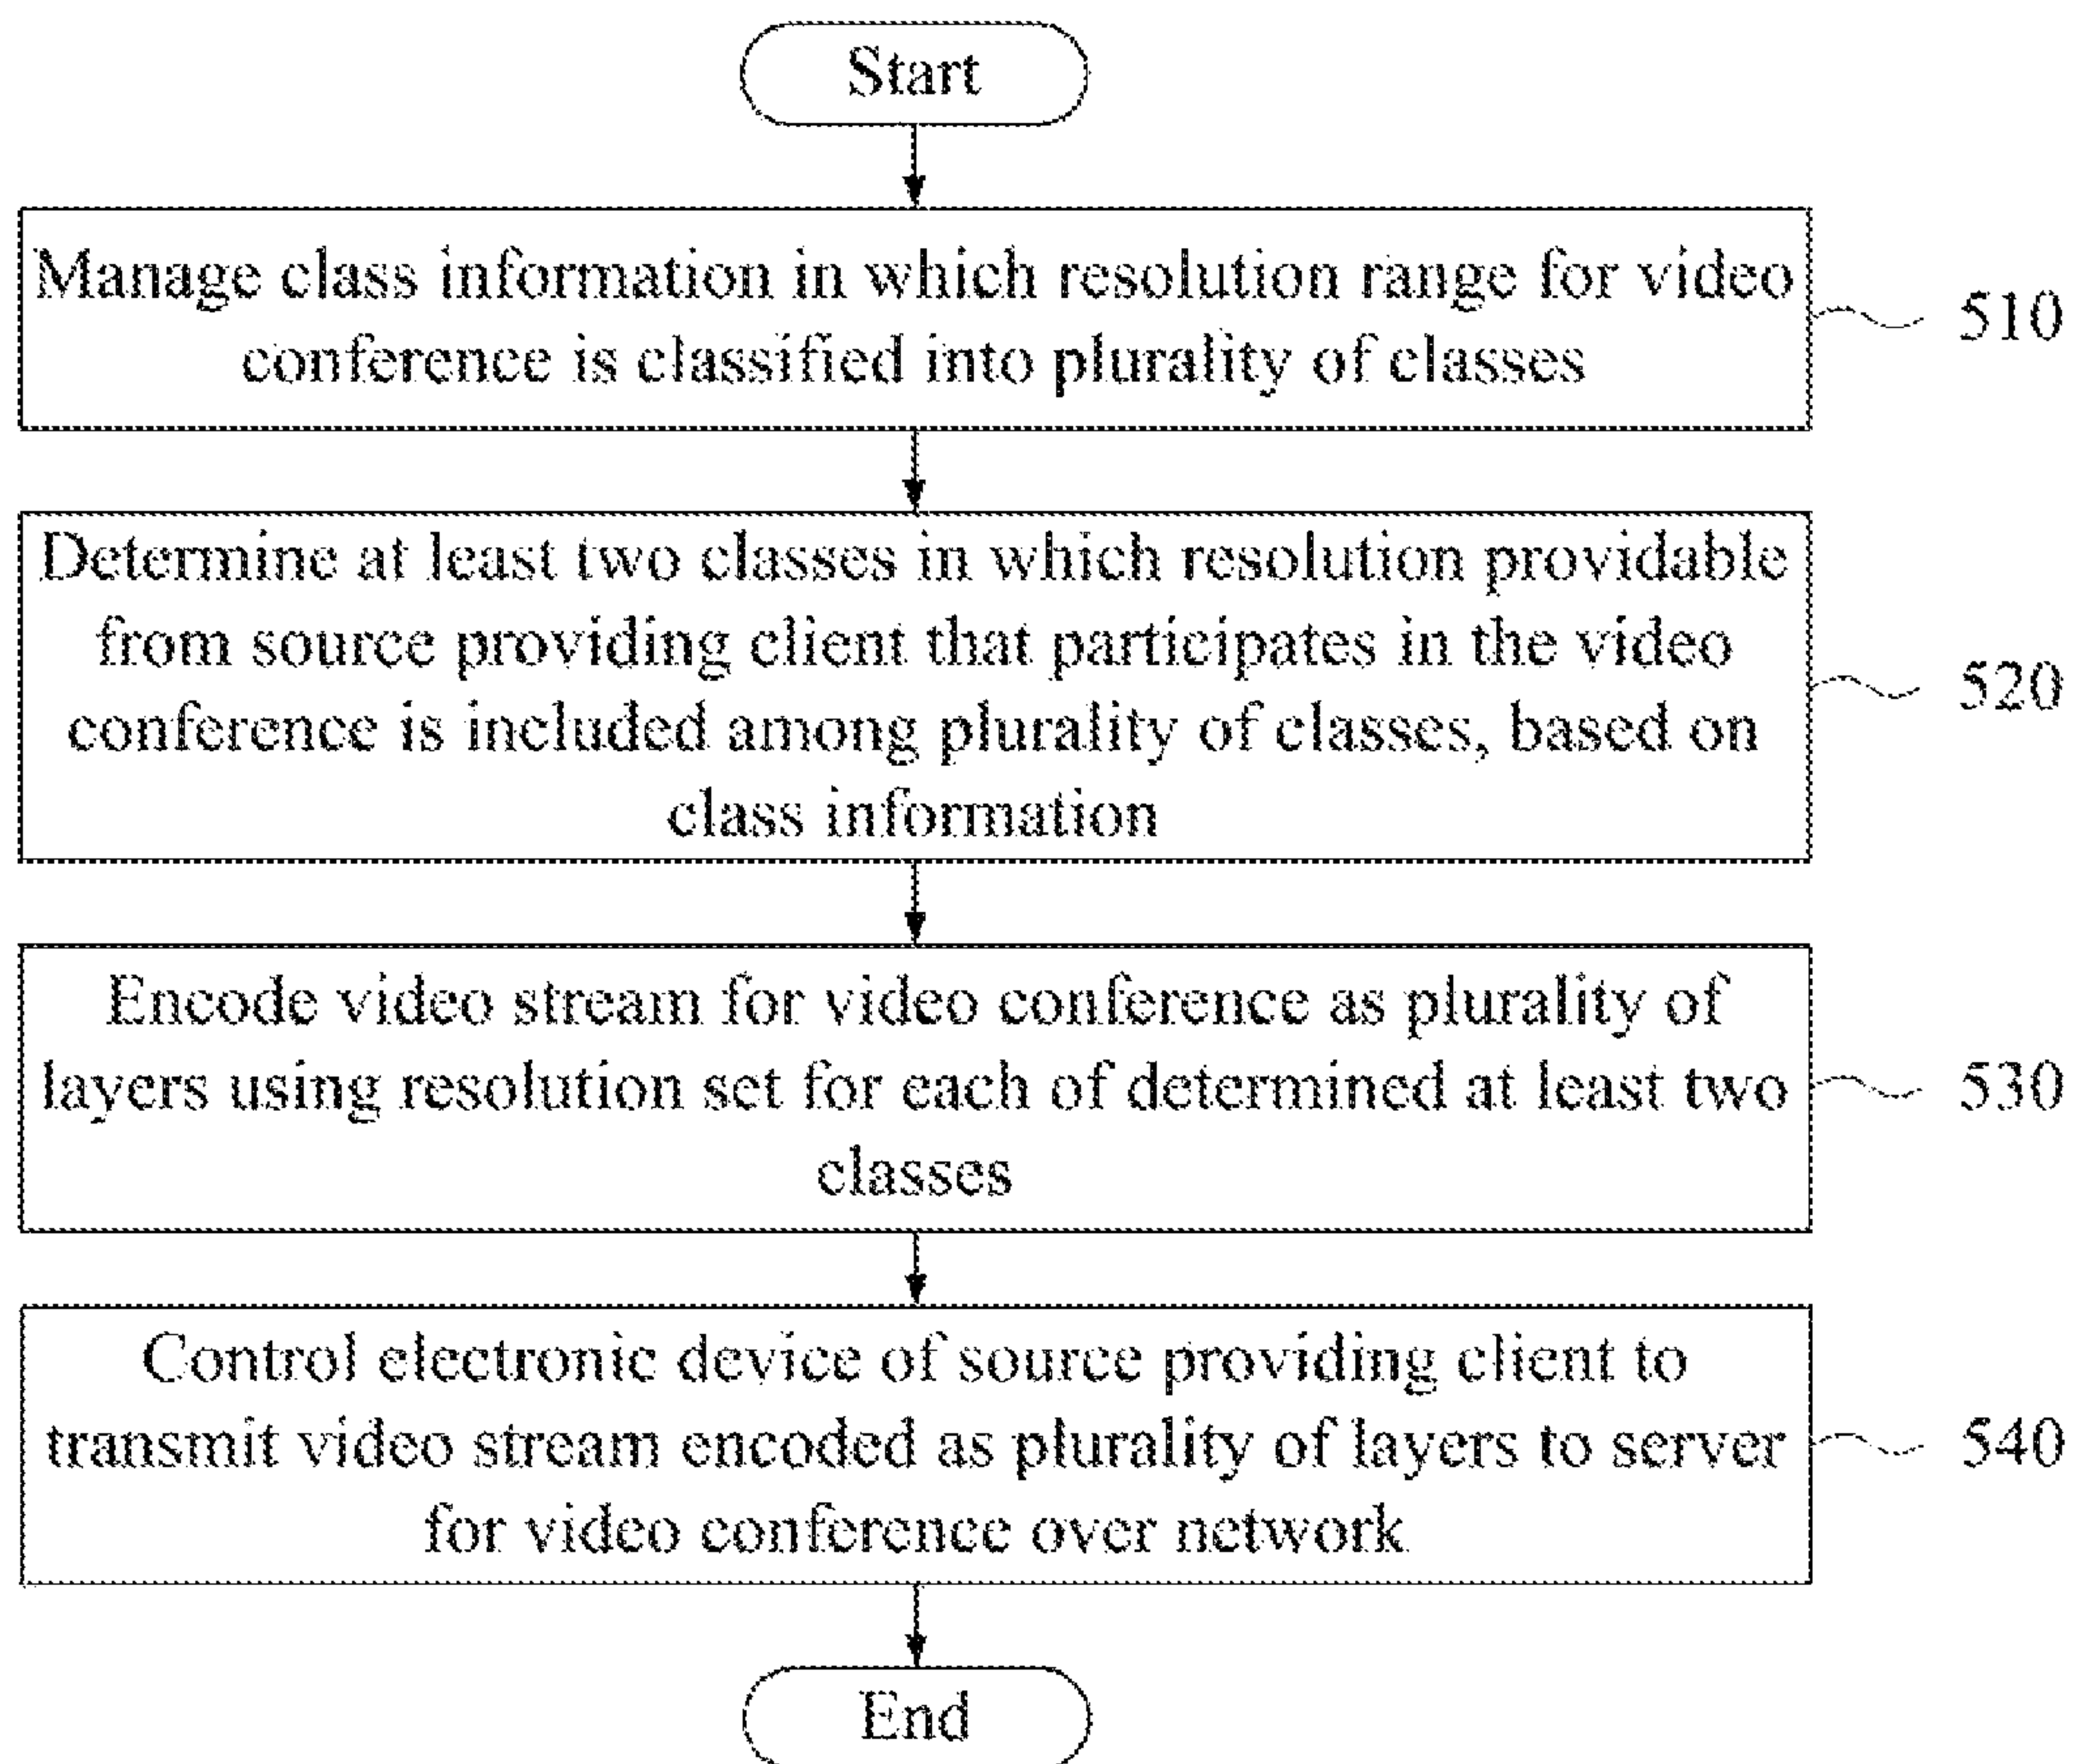 Start
Manage class information in which resolution range for video
conference is classified into plurality of classes
510
Determine at least two classes in which resolution providable
from source providing client that participates in the video
conference is included among plurality of classes, based on
class information
520
Encode video stream for video conference as plurality of
layers using resolution set for each of determined at least two
classes
530
Control electronic device of source providing client to
transmit video stream encoded as plurality of layers to server
for video conference over network
540
End